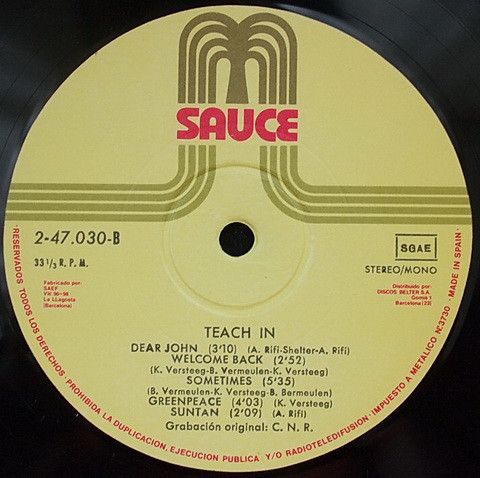 SAUCE
2-47.030-B
33 1/3 R. P. M.
Fabricado por:
SAEF
La LLagosta
(Barcelona)
SGAE
STEREO/MONO
Distribuido por:
DISCOS BELTER S.A.
Gomis 1
(Barcelona (23)
TEACH IN
DEAR JOHN (3'10) (A. Rifi-Shelter-A. Rifi)
WELCOME BACK (2'52)
(K. Versteeg-B. Vermeulen-K. Versteeg)
SOMETIMES (5'35)
(B. Vermeulen-K. Versteeg-B. Bermeulen)
GREENPEACE (4'03) (K. Versteeg)
SUNTAN (2'09) (A. Rifi)
Grabación original: C. N. R.
·RESERVADOS TODOS LOS DERECHOS·PROHIBIDA LA DUPLICACION, EJECUCION PUBLICA Y/O RADIOTELEDIFUSION·IMPUESTO A METALICO Nº3730·MADE IN SPAIN·